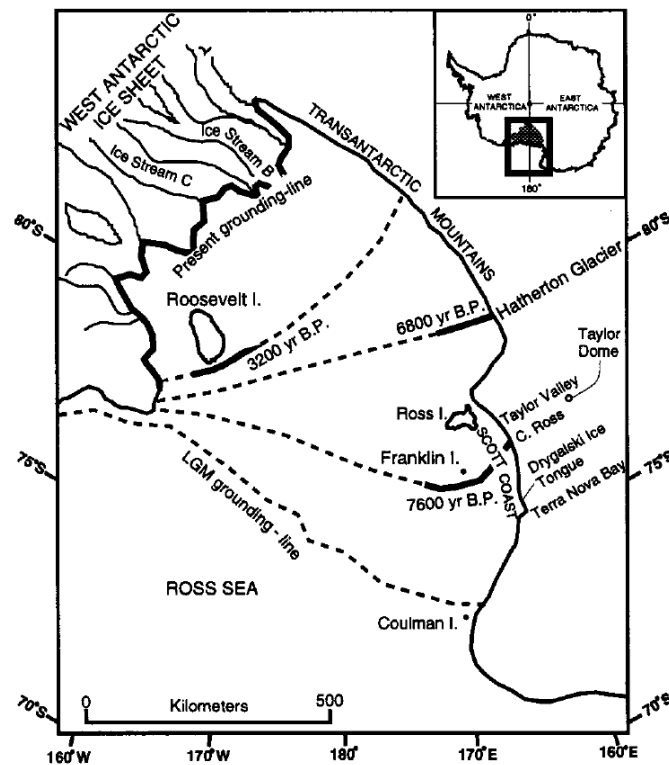 0°
WEST
ANTARCTICA
EAST
ANTARCTICA
180°
WEST ANTARCTIC
ICE SHEET
Ice Stream B
Ice Stream C
TRANSANTARCTIC
MOUNTAINS
Present grounding-line
80°S
80°S
Roosevelt I.
3200 yr B.P.
6800 yr B.P.
Hatherton Glacier
Taylor
Dome
Taylor Valley
C. Ross
Ross I.
SCOTT COAST
Franklin I.
Drygalski Ice
Tongue
Terra Nova Bay
75°S
75°S
7600 yr B.P.
LGM grounding-line
ROSS SEA
Coulman I.
0
Kilometers
500
70°S
70°S
160°W
170°W
180°
170°E
160°E